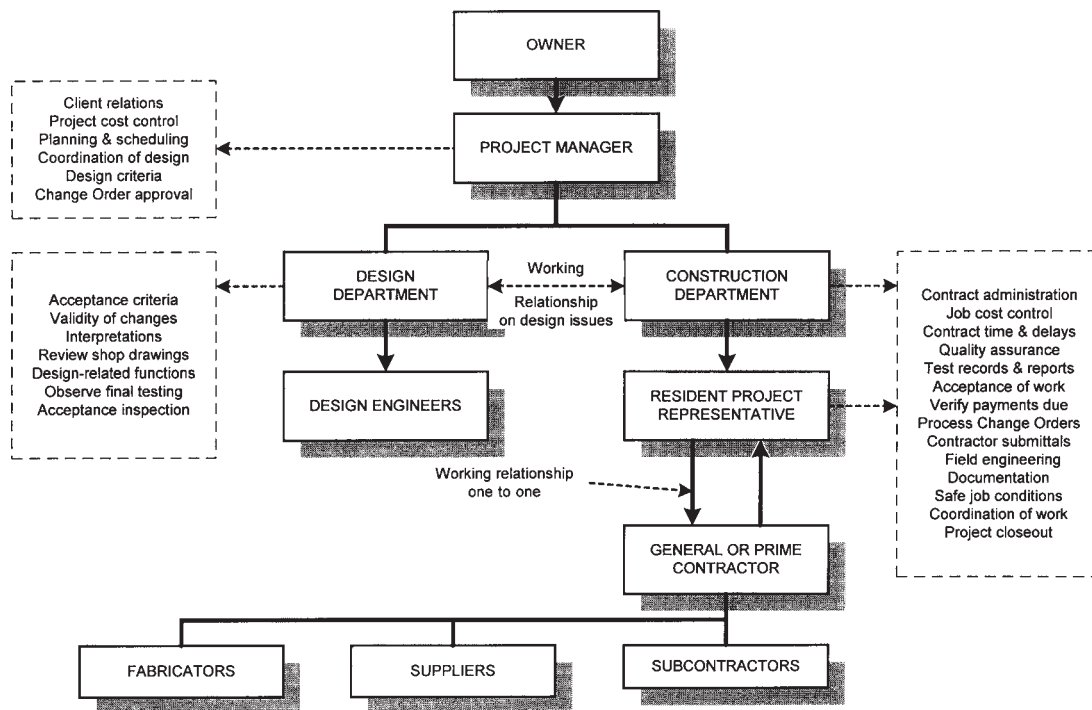 OWNER
Client relations
Project cost control
Planning & scheduling
Coordination of design
Design criteria
Change Order approval
PROJECT MANAGER
Acceptance criteria
Validity of changes
Interpretations
Review shop drawings
Design-related functions
Observe final testing
Acceptance inspection
DESIGN
DEPARTMENT
Working
Relationship
on design issues
CONSTRUCTION
DEPARTMENT
Contract administration
Job cost control
Contract time & delays
Quality assurance
Test records & reports
Acceptance of work
Verify payments due
Process Change Orders
Contractor submittals
Field engineering
Documentation
Safe job conditions
Coordination of work
Project closeout
DESIGN ENGINEERS
RESIDENT PROJECT
REPRESENTATIVE
Working relationship
one to one
GENERAL OR PRIME
CONTRACTOR
FABRICATORS
SUPPLIERS
SUBCONTRACTORS